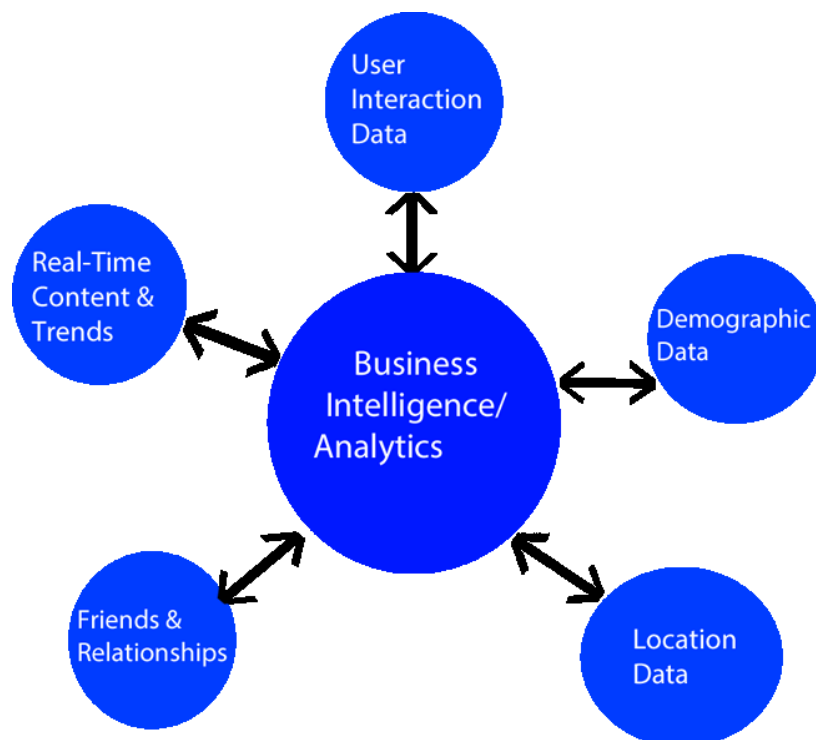 User
Interaction
Data
Real-Time
Content &
Trends
Demographic
Data
Business
Intelligence/
Analytics
Friends &
Relationships
Location
Data